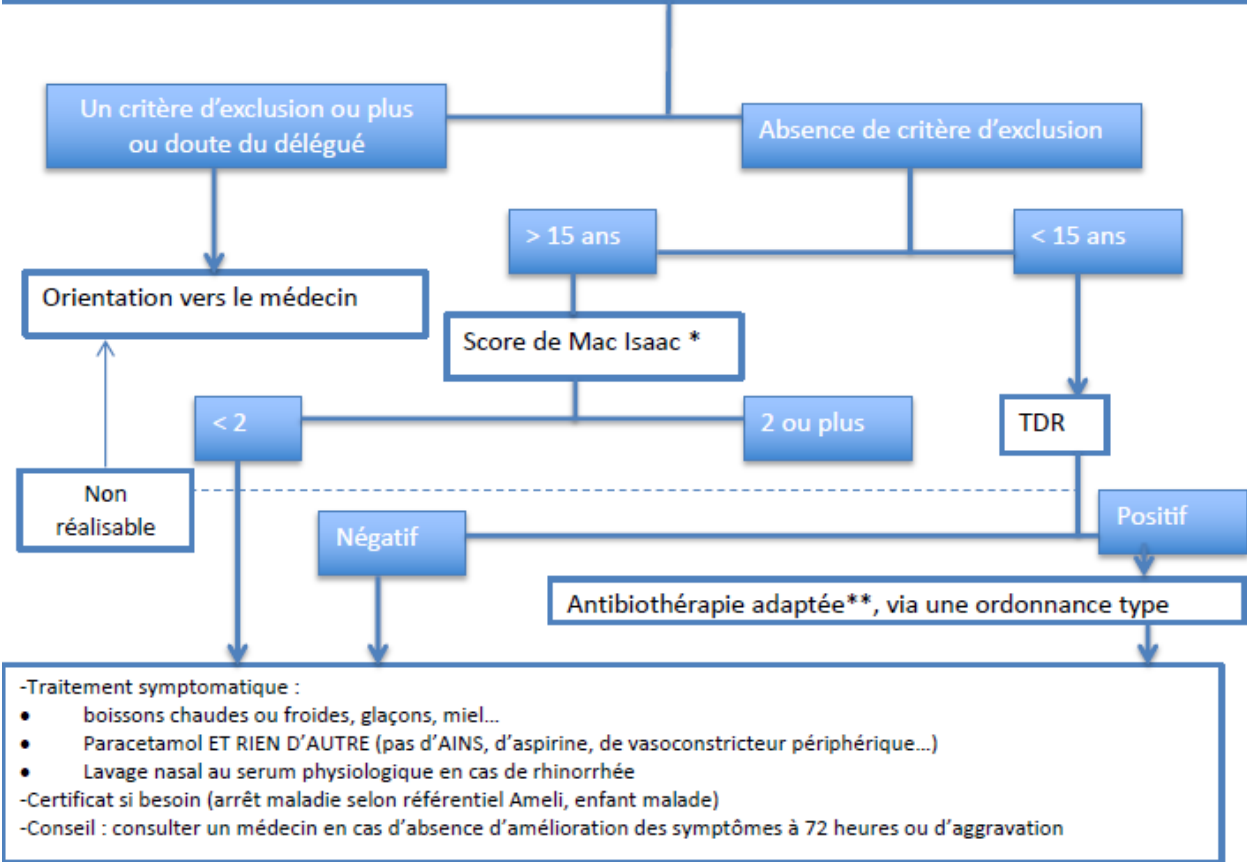 Un critère d'exclusion ou plus
ou doute du délégué
Absence de critère d'exclusion
> 15 ans
< 15 ans
Orientation vers le médecin
Score de Mac Isaac *
< 2
2 ou plus
TDR
Non
réalisable
Négatif
Positif
Antibiothérapie adaptée**, via une ordonnance type
-Traitement symptomatique :
• boissons chaudes ou froides, glaçons, miel...
• Paracetamol ET RIEN D'AUTRE (pas d'AINS, d'aspirine, de vasoconstricteur périphérique...)
• Lavage nasal au serum physiologique en cas de rhinorrhée
-Certificat si besoin (arrêt maladie selon référentiel Ameli, enfant malade)
-Conseil : consulter un médecin en cas d'absence d'amélioration des symptômes à 72 heures ou d'aggravation